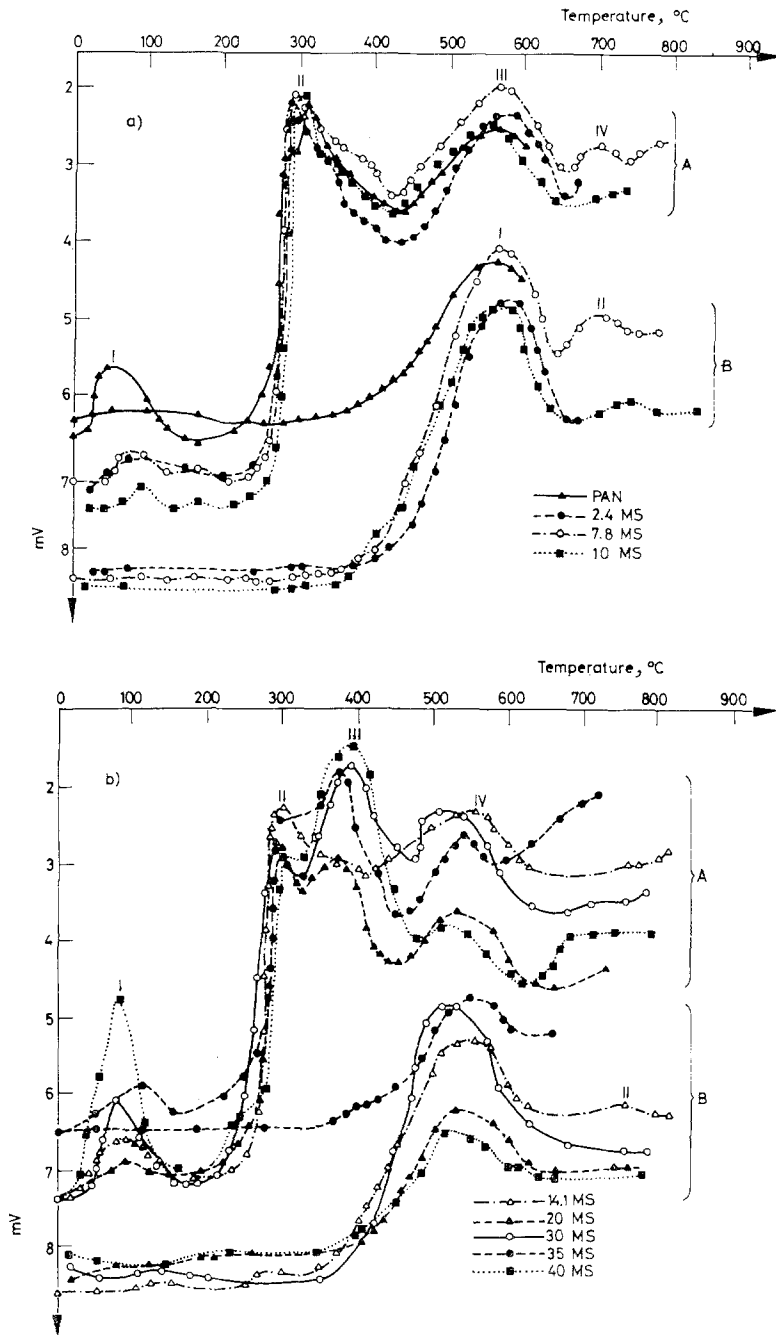 Temperature, °C
0 100 200 300 400 500 600 700 800 900
a)
I
II
III
IV
A
2
3
4
5
6
7
8
mV
I
II
B
PAN
2.4 MS
7.8 MS
10 MS
Temperature, °C
0 100 200 300 400 500 600 700 800 900
b)
I
II
III
IV
A
2
3
4
5
6
7
8
mV
II
B
14.1 MS
20 MS
30 MS
35 MS
40 MS